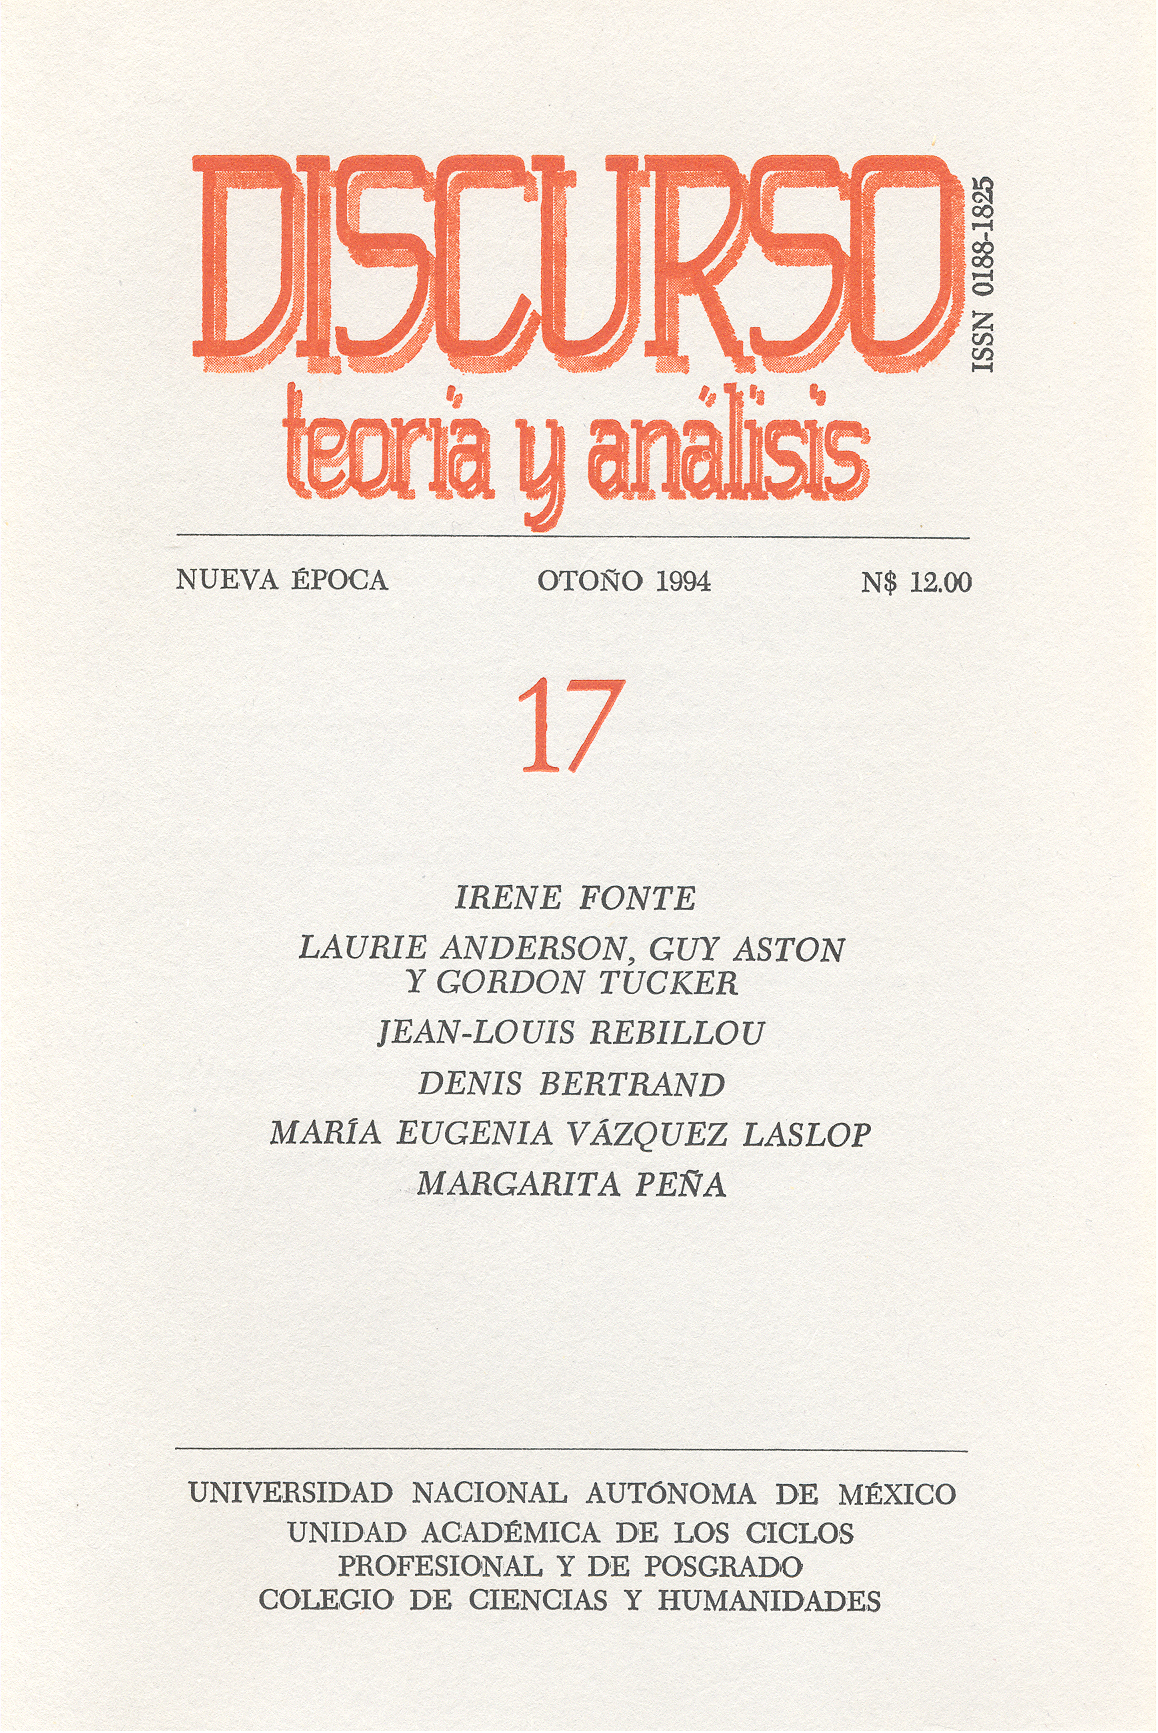 DISCURSO
ISSN 0188-1825
teoría y análisis
NUEVA ÉPOCA OTOÑO 1994 N$ 12.00
17
IRENE FONTE
LAURIE ANDERSON, GUY ASTON
Y GORDON TUCKER
JEAN-LOUIS REBILLOU
DENIS BERTRAND
MARÍA EUGENIA VÁZQUEZ LASLOP
MARGARITA PEÑA
UNIVERSIDAD NACIONAL AUTÓNOMA DE MÉXICO
UNIDAD ACADÉMICA DE LOS CICLOS
PROFESIONAL Y DE POSGRADO
COLEGIO DE CIENCIAS Y HUMANIDADES